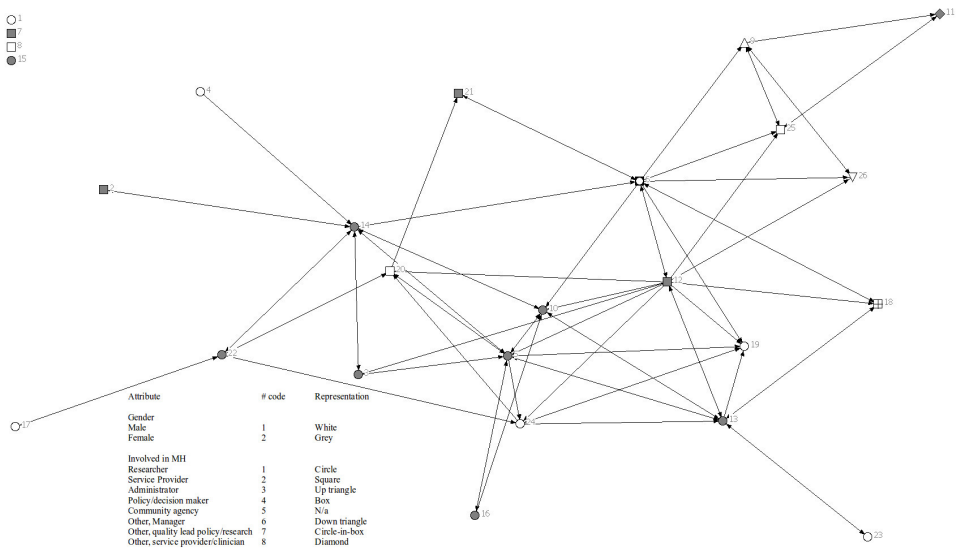 1
7
8
15
11
9
4
21
25
2
26
14
20
12
10
18
19
22
3
17
24
13
16
23
Attribute # code Representation
Gender
Male 1 White
Female 2 Grey
Involved in MH
Researcher 1 Circle
Service Provider 2 Square
Administrator 3 Up triangle
Policy/decision maker 4 Box
Community agency 5 N/a
Other, Manager 6 Down triangle
Other, quality lead policy/research 7 Circle-in-box
Other, service provider/clinician 8 Diamond